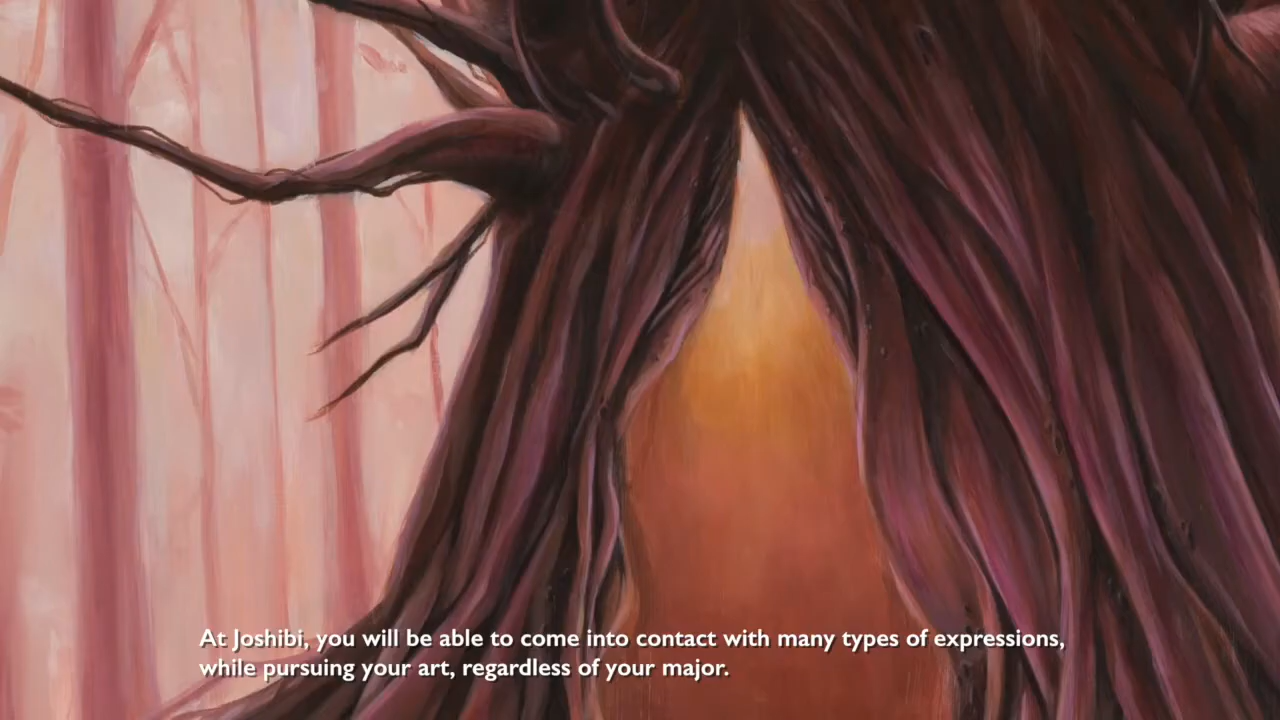 At Joshibi, you will be able to come into contact with many types of expressions,
while pursuing your art, regardless of your major.